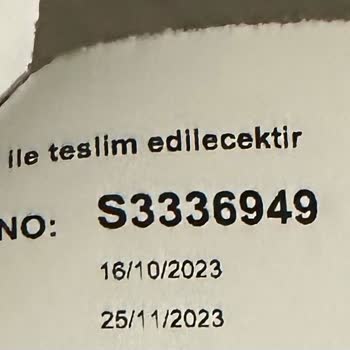 ile teslim edilecektir
NO: S3336949
16/10/2023
25/11/2023